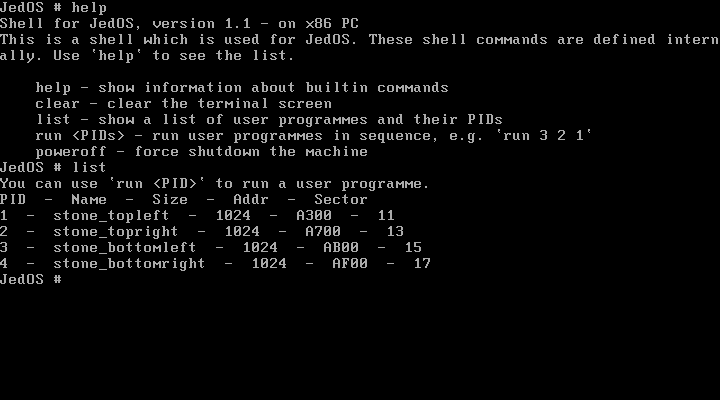 JedOS # help
Shell for JedOS, version 1.1 - on x86 PC
This is a shell which is used for JedOS. These shell commands are defined intern
ally. Use `help` to see the list.
    help - show information about builtin commands
    clear - clear the terminal screen
    list - show a list of user programmes and their PIDs
    run <PIDs> - run user programmes in sequence, e.g. `run 3 2 1`
    poweroff - force shutdown the machine
JedOS # list
You can use `run <PID>` to run a user programme.
PID  -  Name  -  Size  -  Addr  -  Sector
1  -  stone_topleft  -  1024  -  A300  -  11
2  -  stone_topright  -  1024  -  A700  -  13
3  -  stone_bottomleft  -  1024  -  AB00  -  15
4  -  stone_bottomright  -  1024  -  AF00  -  17
JedOS #